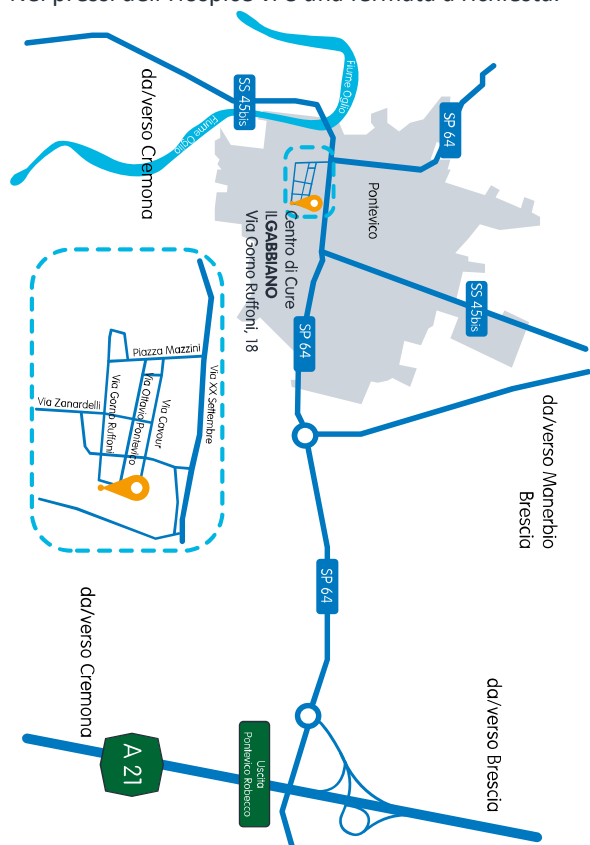 Nei pressi dell'Hospice vi è una fermata a richiesta.
da/verso Cremona
SS 45bis
Fiume Oglio
Fiume Oglio
SP 64
Pontevico
Centro di Cure
ILGABBIANO
Via Gorno Ruffoni, 18
SP 64
SS 45bis
da/verso Manerbio
Brescia
Piazza Mazzini
Via XX Settembre
Via Cavour
Via Ottavia Pontevico
Via Gorno Ruffoni
Via Zanardelli
SP 64
da/verso Cremona
da/verso Brescia
A 21
Uscita
Pontevico Robecco